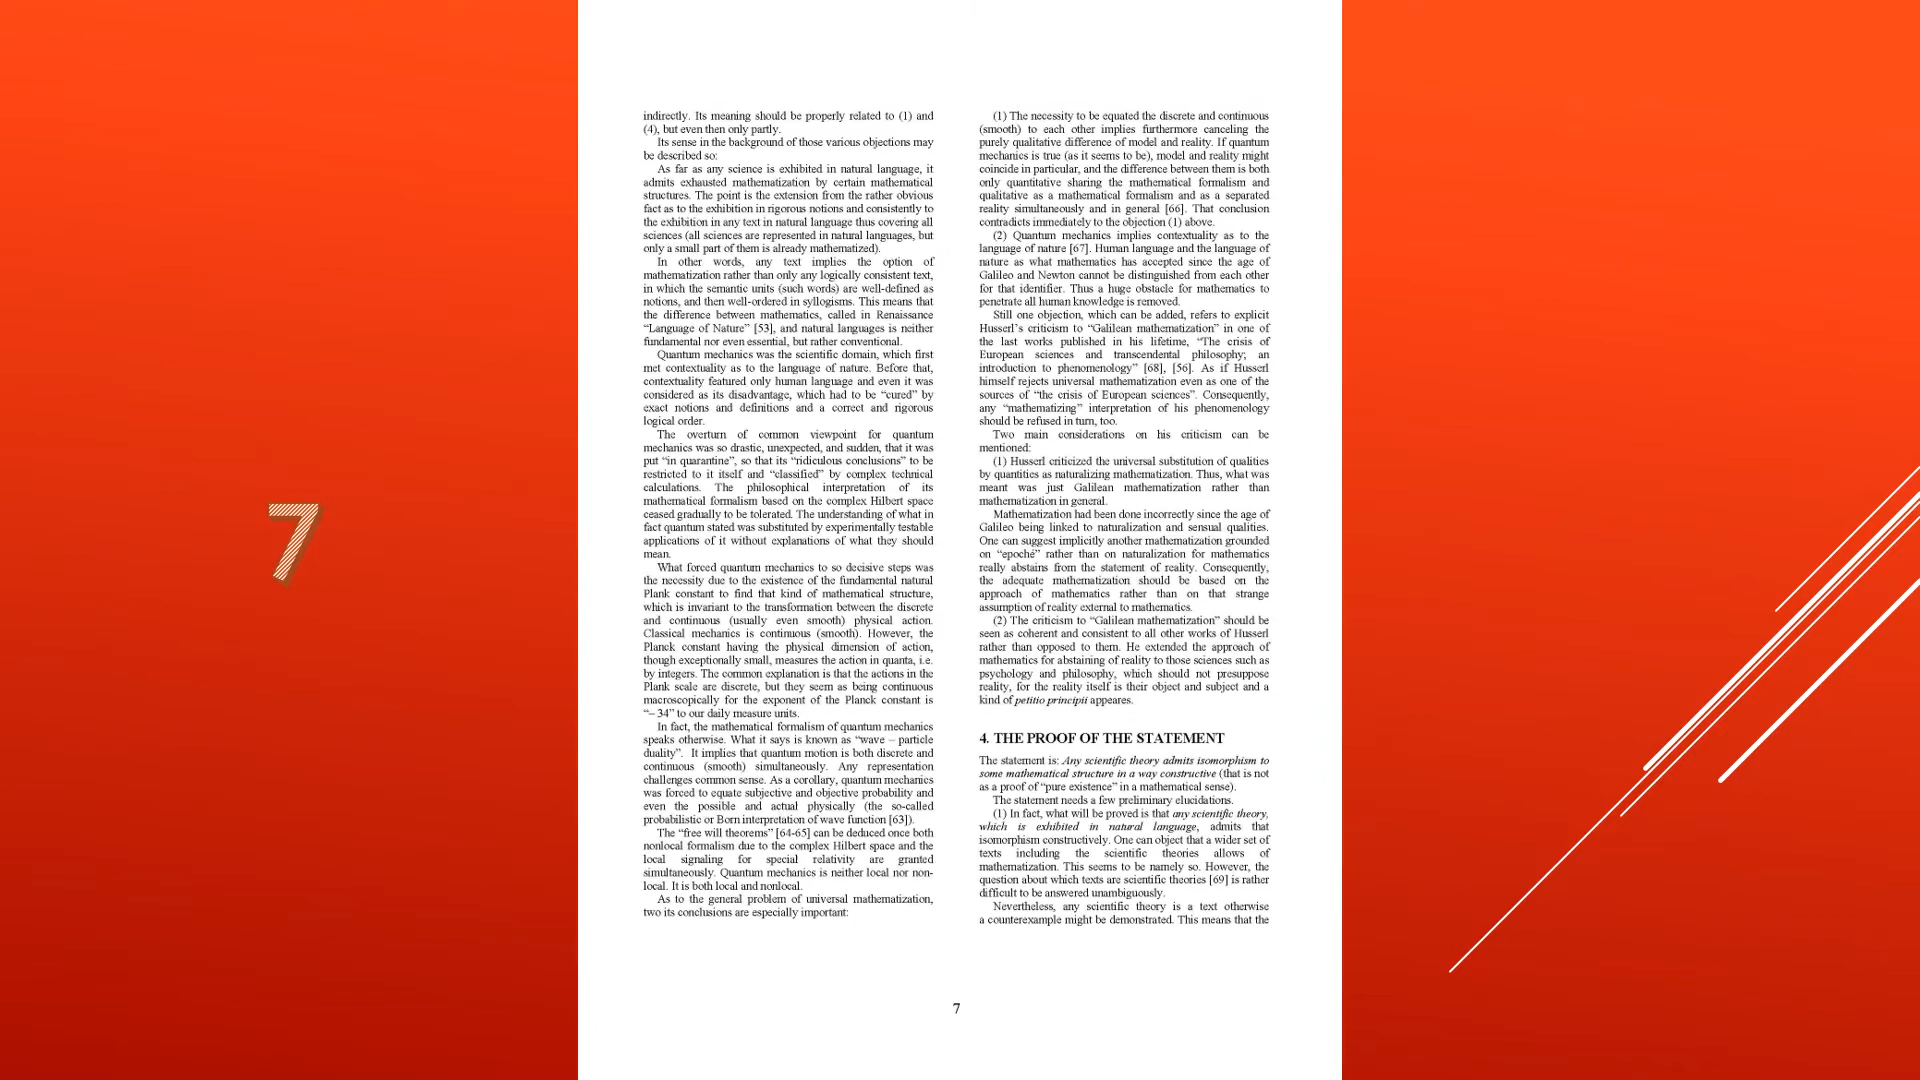 7
indirectly. Its meaning should be properly related to (1) and
(4), but even then only partly.
Its sense in the background of those various objections may
be described so:
As far as any science is exhibited in natural language, it
admits exhausted mathematization by certain mathematical
structures. The point is the extension from the rather obvious
fact as to the exhibition in rigorous notions and consistently to
the exhibition in any text in natural language thus covering all
sciences (all sciences are represented in natural languages, but
only a small part of them is already mathematized).
In other words, any text implies the option of
mathematization rather than only any logically consistent text,
in which the semantic units (such words) are well-defined as
notions, and then well-ordered in syllogisms. This means that
the difference between mathematics, called in Renaissance
“Language of Nature” [53], and natural languages is neither
fundamental nor even essential, but rather conventional.
Quantum mechanics was the scientific domain, which first
met contextuality as to the language of nature. Before that,
contextuality featured only human language and even it was
considered as its disadvantage, which had to be “cured” by
exact notions and definitions and a correct and rigorous
logical order.
The overturn of common viewpoint for quantum
mechanics was so drastic, unexpected, and sudden, that it was
put “in quarantine”, so that its “ridiculous conclusions” to be
restricted to it itself and “classified” by complex technical
calculations. The philosophical interpretation of its
mathematical formalism based on the complex Hilbert space
ceased gradually to be tolerated. The understanding of what in
fact quantum stated was substituted by experimentally testable
applications of it without explanations of what they should
mean.
What forced quantum mechanics to so decisive steps was
the necessity due to the existence of the fundamental natural
Plank constant to find that kind of mathematical structure,
which is invariant to the transformation between the discrete
and continuous (usually even smooth) physical action.
Classical mechanics is continuous (smooth). However, the
Planck constant having the physical dimension of action,
though exceptionally small, measures the action in quanta, i.e.
by integers. The common explanation is that the actions in the
Plank scale are discrete, but they seem as being continuous
macroscopically for the exponent of the Planck constant is
“– 34” to our daily measure units.
In fact, the mathematical formalism of quantum mechanics
speaks otherwise. What it says is known as “wave – particle
duality”. It implies that quantum motion is both discrete and
continuous (smooth) simultaneously. Any representation
challenges common sense. As a corollary, quantum mechanics
was forced to equate subjective and objective probability and
even the possible and actual physically (the so-called
probabilistic or Born interpretation of wave function [63]).
The “free will theorems” [64-65] can be deduced once both
nonlocal formalism due to the complex Hilbert space and the
local signaling for special relativity are granted
simultaneously. Quantum mechanics is neither local nor non-
local. It is both local and nonlocal.
As to the general problem of universal mathematization,
two its conclusions are especially important:
(1) The necessity to be equated the discrete and continuous
(smooth) to each other implies furthermore canceling the
purely qualitative difference of model and reality. If quantum
mechanics is true (as it seems to be), model and reality might
coincide in particular, and the difference between them is both
only quantitative sharing the mathematical formalism and
qualitative as a mathematical formalism and as a separated
reality simultaneously and in general [66]. That conclusion
contradicts immediately to the objection (1) above.
(2) Quantum mechanics implies contextuality as to the
language of nature [67]. Human language and the language of
nature as what mathematics has accepted since the age of
Galileo and Newton cannot be distinguished from each other
for that identifier. Thus a huge obstacle for mathematics to
penetrate all human knowledge is removed.
Still one objection, which can be added, refers to explicit
Husserl’s criticism to “Galilean mathematization” in one of
the last works published in his lifetime, “The crisis of
European sciences and transcendental philosophy; an
introduction to phenomenology” [68], [56]. As if Husserl
himself rejects universal mathematization even as one of the
sources of “the crisis of European sciences”. Consequently,
any “mathematizing” interpretation of his phenomenology
should be refused in turn, too.
Two main considerations on his criticism can be
mentioned:
(1) Husserl criticized the universal substitution of qualities
by quantities as naturalizing mathematization. Thus, what was
meant was just Galilean mathematization rather than
mathematization in general.
Mathematization had been done incorrectly since the age of
Galileo being linked to naturalization and sensual qualities.
One can suggest implicitly another mathematization grounded
on “epoché” rather than on naturalization for mathematics
really abstains from the statement of reality. Consequently,
the adequate mathematization should be based on the
approach of mathematics rather than on that strange
assumption of reality external to mathematics.
(2) The criticism to “Galilean mathematization” should be
seen as coherent and consistent to all other works of Husserl
rather than opposed to them. He extended the approach of
mathematics for abstaining of reality to those sciences such as
psychology and philosophy, which should not presuppose
reality, for the reality itself is their object and subject and a
kind of petitio principii appears.
4. THE PROOF OF THE STATEMENT
The statement is: Any scientific theory admits isomorphism to
some mathematical structure in a way constructive (that is not
as a proof of “pure existence” in a mathematical sense).
The statement needs a few preliminary elucidations.
(1) In fact, what will be proved is that any scientific theory,
which is exhibited in natural language, admits that
isomorphism constructively. One can object that a wider set of
texts including the scientific theories allows of
mathematization. This seems to be namely so. However, the
question about which texts are scientific theories [69] is rather
difficult to be answered unambiguously.
Nevertheless, any scientific theory is a text otherwise
a counterexample might be demonstrated. This means that the
7